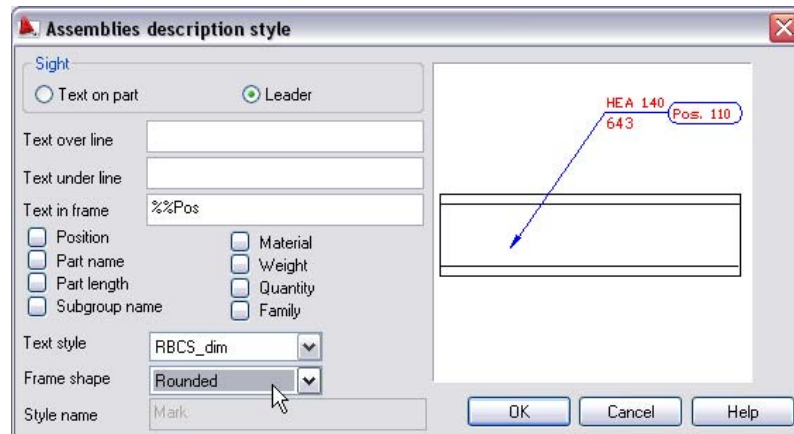 Assemblies description style
Sight
Text on part
Leader
Text over line
Text under line
Text in frame
%%Pos
Position
Part name
Part length
Subgroup name
Material
Weight
Quantity
Family
Text style
RBCS_dim
Frame shape
Rounded
Style name
Mark
HEA 140
643
Pos. 110
OK
Cancel
Help